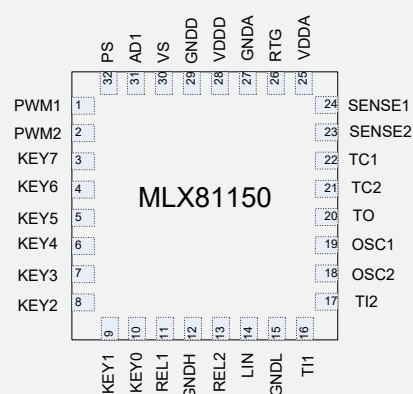 PS
AD1
VS
GNDD
VDDD
GNDA
RTG
VDDA
32
31
30
29
28
27
26
25
PWM1 1
PWM2 2
KEY7 3
KEY6 4
KEY5 5
KEY4 6
KEY3 7
KEY2 8
MLX81150
24 SENSE1
23 SENSE2
22 TC1
21 TC2
20 TO
19 OSC1
18 OSC2
17 TI2
9
10
11
12
13
14
15
16
KEY1
KEY0
REL1
GNDH
REL2
LIN
GNDL
TI1